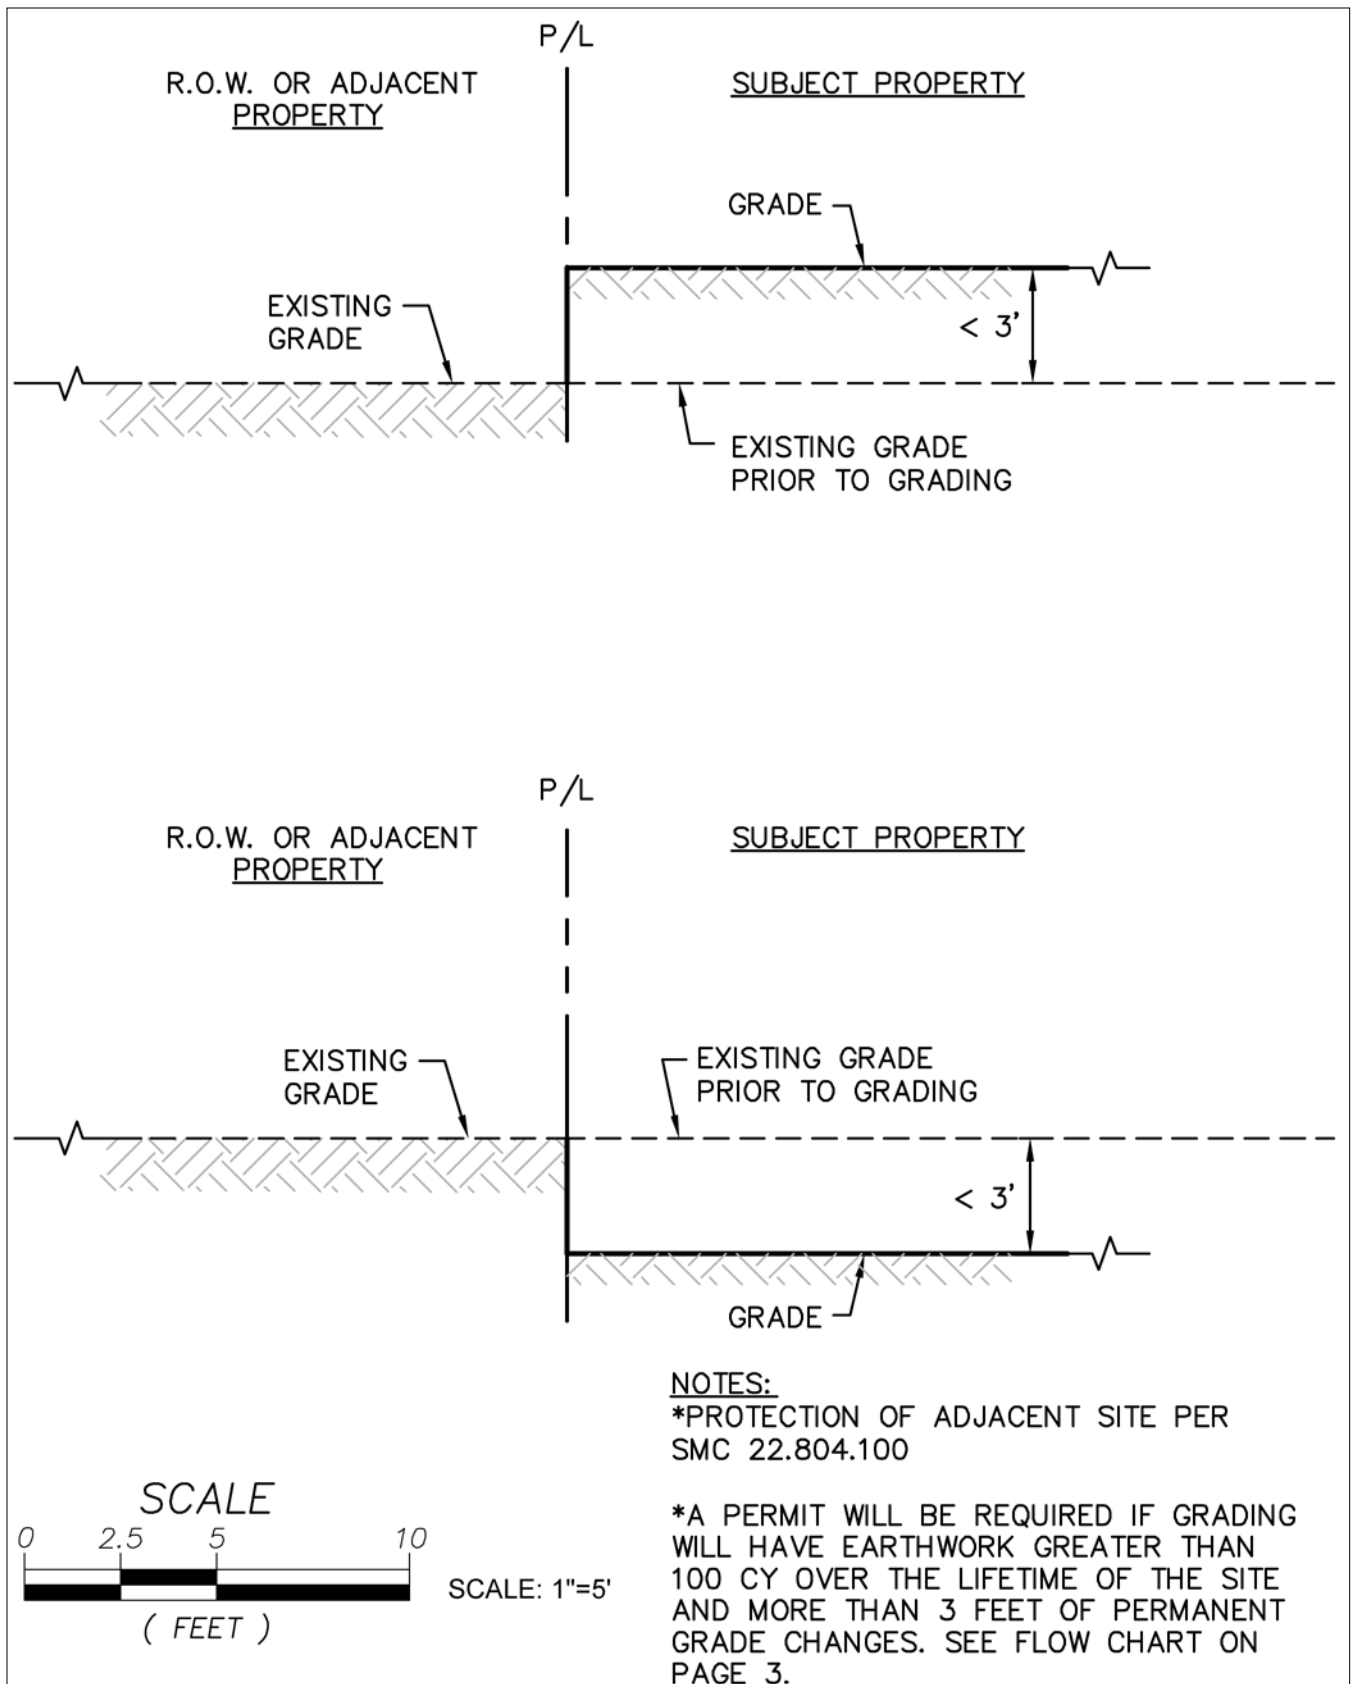 P/L
R.O.W. OR ADJACENT
PROPERTY
SUBJECT PROPERTY
GRADE
EXISTING
GRADE
< 3'
EXISTING GRADE
PRIOR TO GRADING
P/L
R.O.W. OR ADJACENT
PROPERTY
SUBJECT PROPERTY
EXISTING
GRADE
EXISTING GRADE
PRIOR TO GRADING
< 3'
GRADE
NOTES:
*PROTECTION OF ADJACENT SITE PER
SMC 22.804.100
*A PERMIT WILL BE REQUIRED IF GRADING
WILL HAVE EARTHWORK GREATER THAN
100 CY OVER THE LIFETIME OF THE SITE
AND MORE THAN 3 FEET OF PERMANENT
GRADE CHANGES. SEE FLOW CHART ON
PAGE 3.
SCALE
0 2.5 5 10
( FEET )
SCALE: 1"=5'